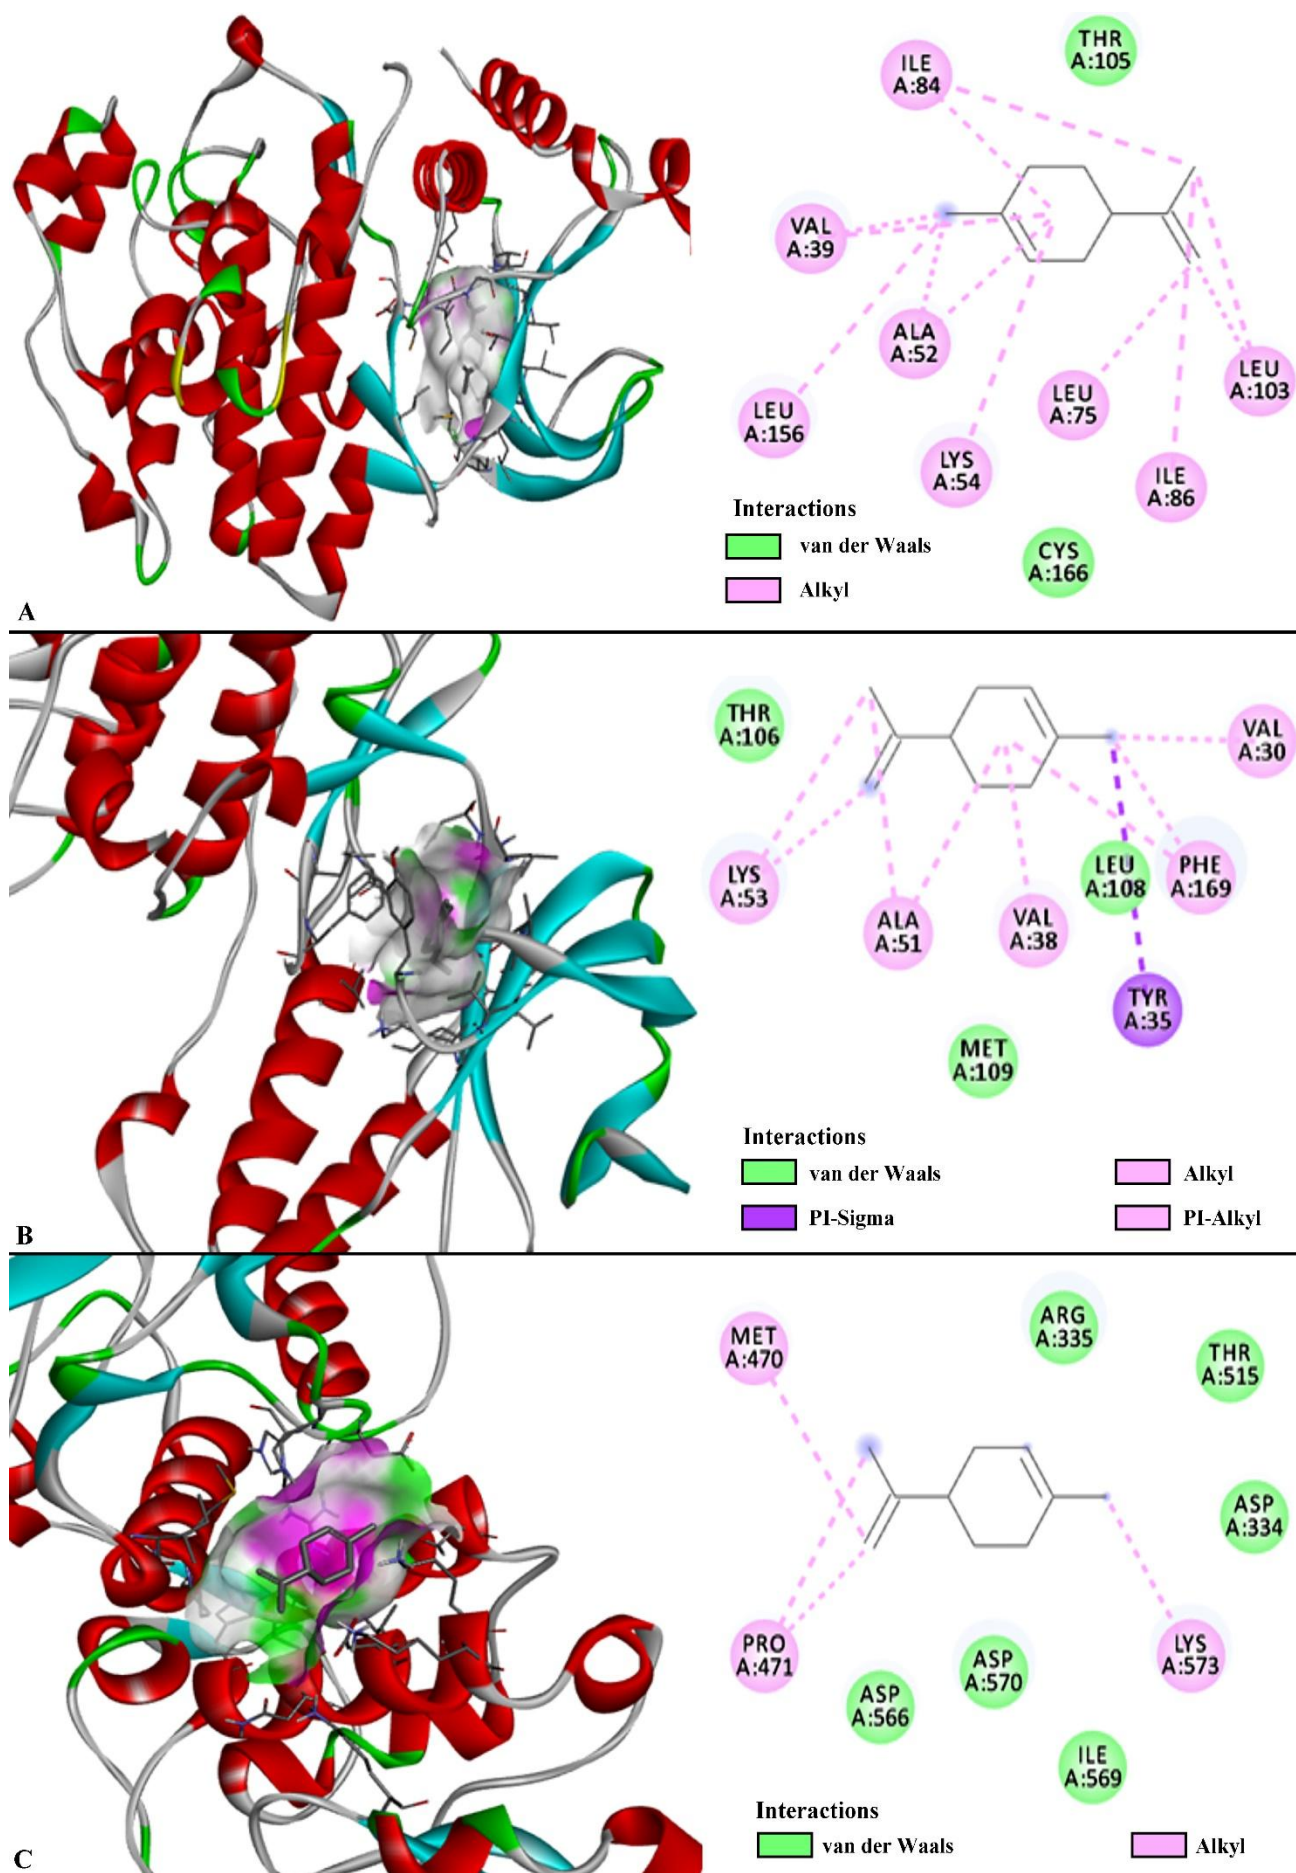 ILE
A:84
THR
A:105
VAL
A:39
ALA
A:52
LEU
A:156
LYS
A:54
LEU
A:75
ILE
A:86
LEU
A:103
CYS
A:166
Interactions
van der Waals
Alkyl
A
THR
A:106
VAL
A:30
LYS
A:53
ALA
A:51
VAL
A:38
LEU
A:108
PHE
A:169
TYR
A:35
MET
A:109
Interactions
van der Waals
Alkyl
PI-Sigma
PI-Alkyl
B
MET
A:470
ARG
A:335
THR
A:515
ASP
A:334
PRO
A:471
ASP
A:566
ASP
A:570
LYS
A:573
ILE
A:569
Interactions
van der Waals
Alkyl
C